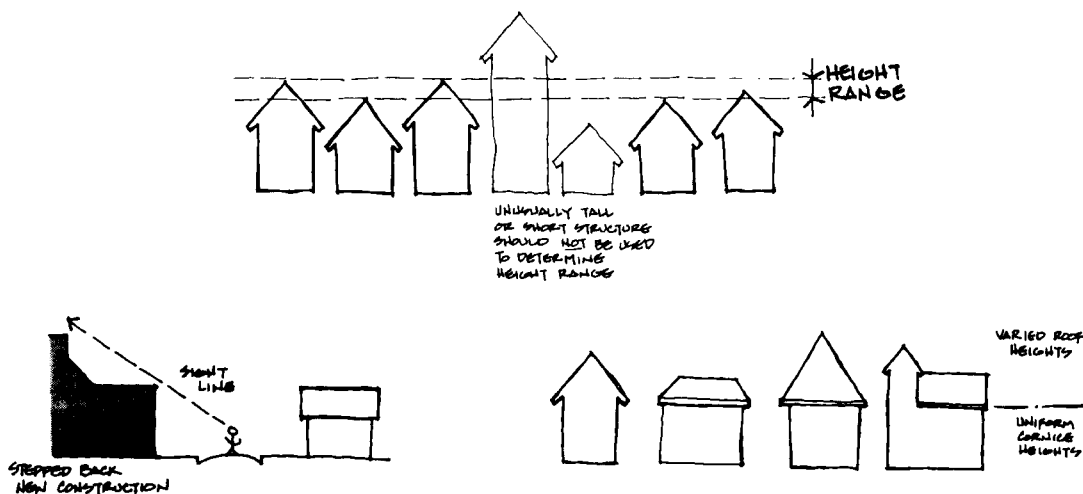 HEIGHT
RANGE
UNUSUALLY TALL
OR SHORT STRUCTURE
SHOULD NOT BE USED
TO DETERMINE
HEIGHT RANGE
SIGHT
LINE
STEPPED BACK
NEW CONSTRUCTION
VARIED ROOF
HEIGHTS
UNIFORM
CORNICE
HEIGHTS